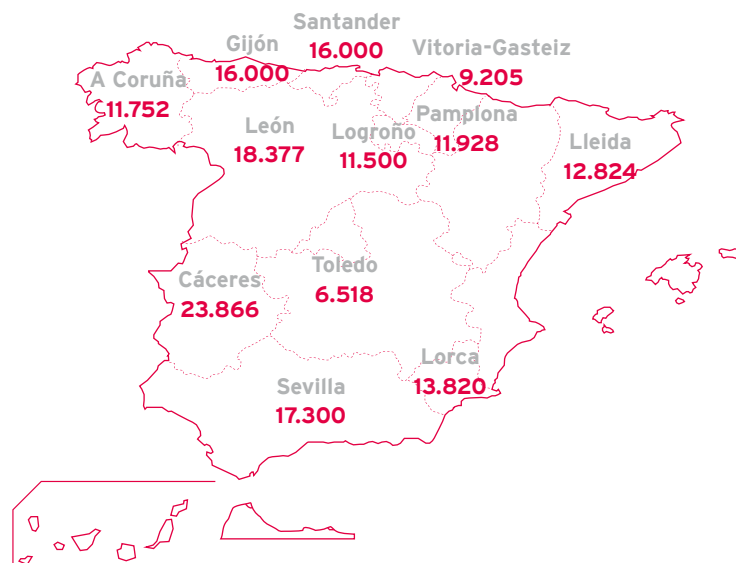 Santander
16.000
Gijón
16.000
Vitoria-Gasteiz
9.205
A Coruña
11.752
León
18.377
Logroño
11.500
Pamplona
11.928
Lleida
12.824
Cáceres
23.866
Toledo
6.518
Lorca
13.820
Sevilla
17.300